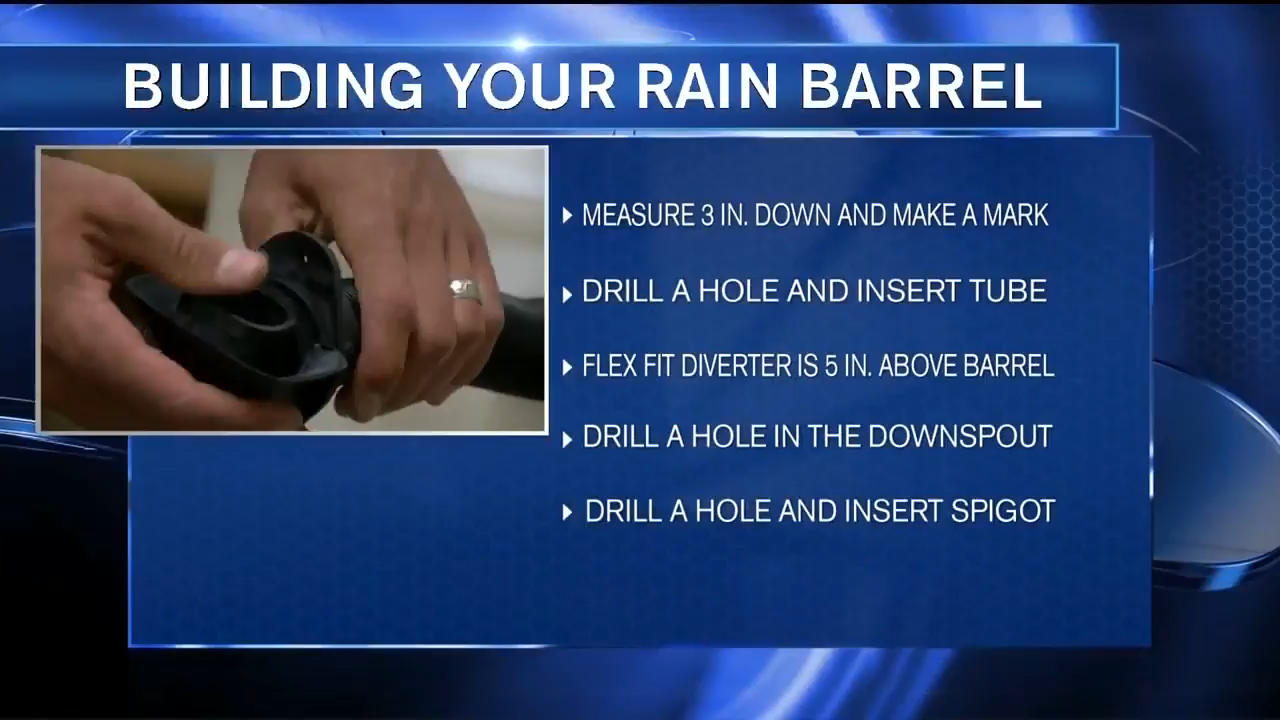 BUILDING YOUR RAIN BARREL
MEASURE 3 IN. DOWN AND MAKE A MARK
DRILL A HOLE AND INSERT TUBE
FLEX FIT DIVERTER IS 5 IN. ABOVE BARREL
DRILL A HOLE IN THE DOWNSPOUT
DRILL A HOLE AND INSERT SPIGOT